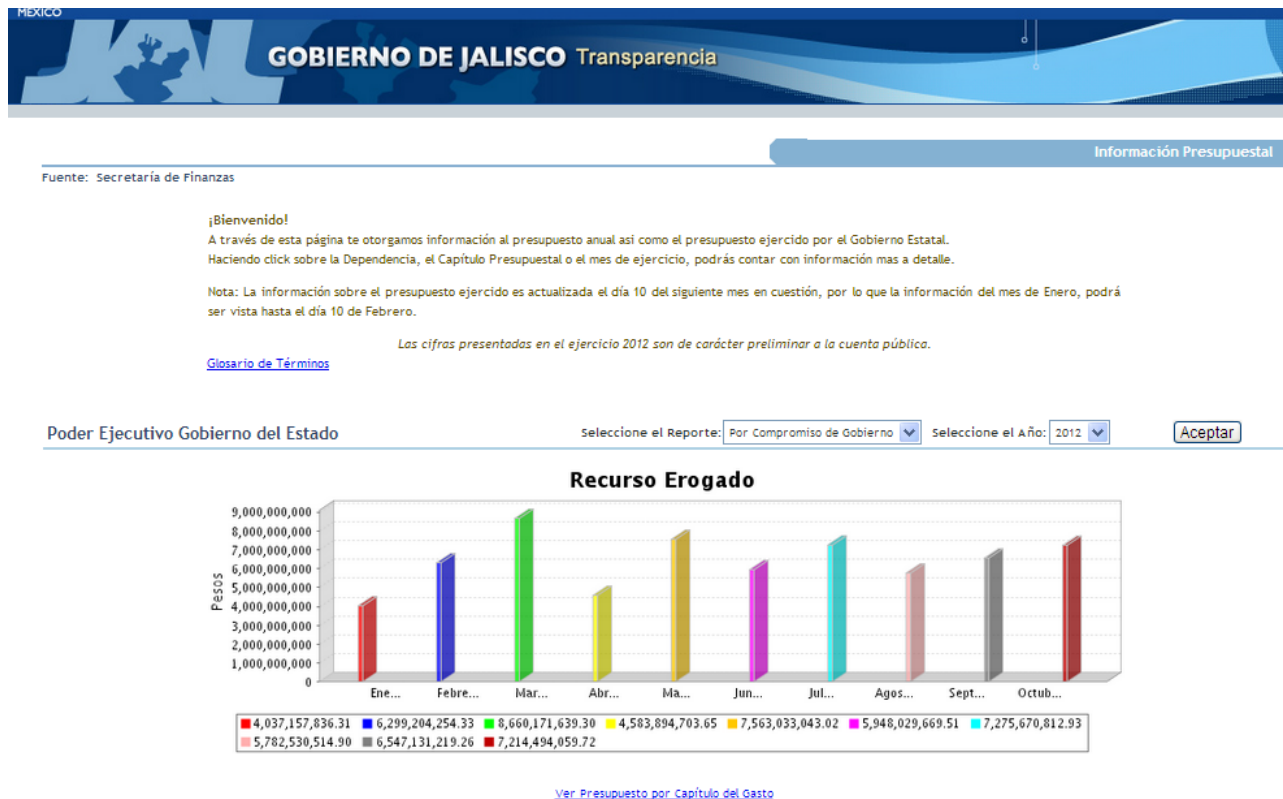 MÉXICO
GOBIERNO DE JALISCO Transparencia
Información Presupuestal
Fuente: Secretaría de Finanzas
¡Bienvenido!
A través de esta página te otorgamos información al presupuesto anual asi como el presupuesto ejercido por el Gobierno Estatal.
Haciendo click sobre la Dependencia, el Capítulo Presupuestal o el mes de ejercicio, podrás contar con información mas a detalle.
Nota: La información sobre el presupuesto ejercido es actualizada el día 10 del siguiente mes en cuestión, por lo que la información del mes de Enero, podrá
ser vista hasta el día 10 de Febrero.
Las cifras presentadas en el ejercicio 2012 son de carácter preliminar a la cuenta pública.
Glosario de Términos
Poder Ejecutivo Gobierno del Estado Seleccione el Reporte: Por Compromiso de Gobierno Seleccione el Año: 2012 Aceptar
Recurso Erogado
Pesos
9,000,000,000
8,000,000,000
7,000,000,000
6,000,000,000
5,000,000,000
4,000,000,000
3,000,000,000
2,000,000,000
1,000,000,000
0
Ene... Febre... Mar... Abr... Ma... Jun... Jul... Agos... Sept... Octub...
4,037,157,836.31 6,299,204,254.33 8,660,171,639.30 4,583,894,703.65 7,563,033,043.02 5,948,029,669.51 7,275,670,812.93
5,782,530,514.90 6,547,131,219.26 7,214,494,059.72
Ver Presupuesto por Capítulo del Gasto